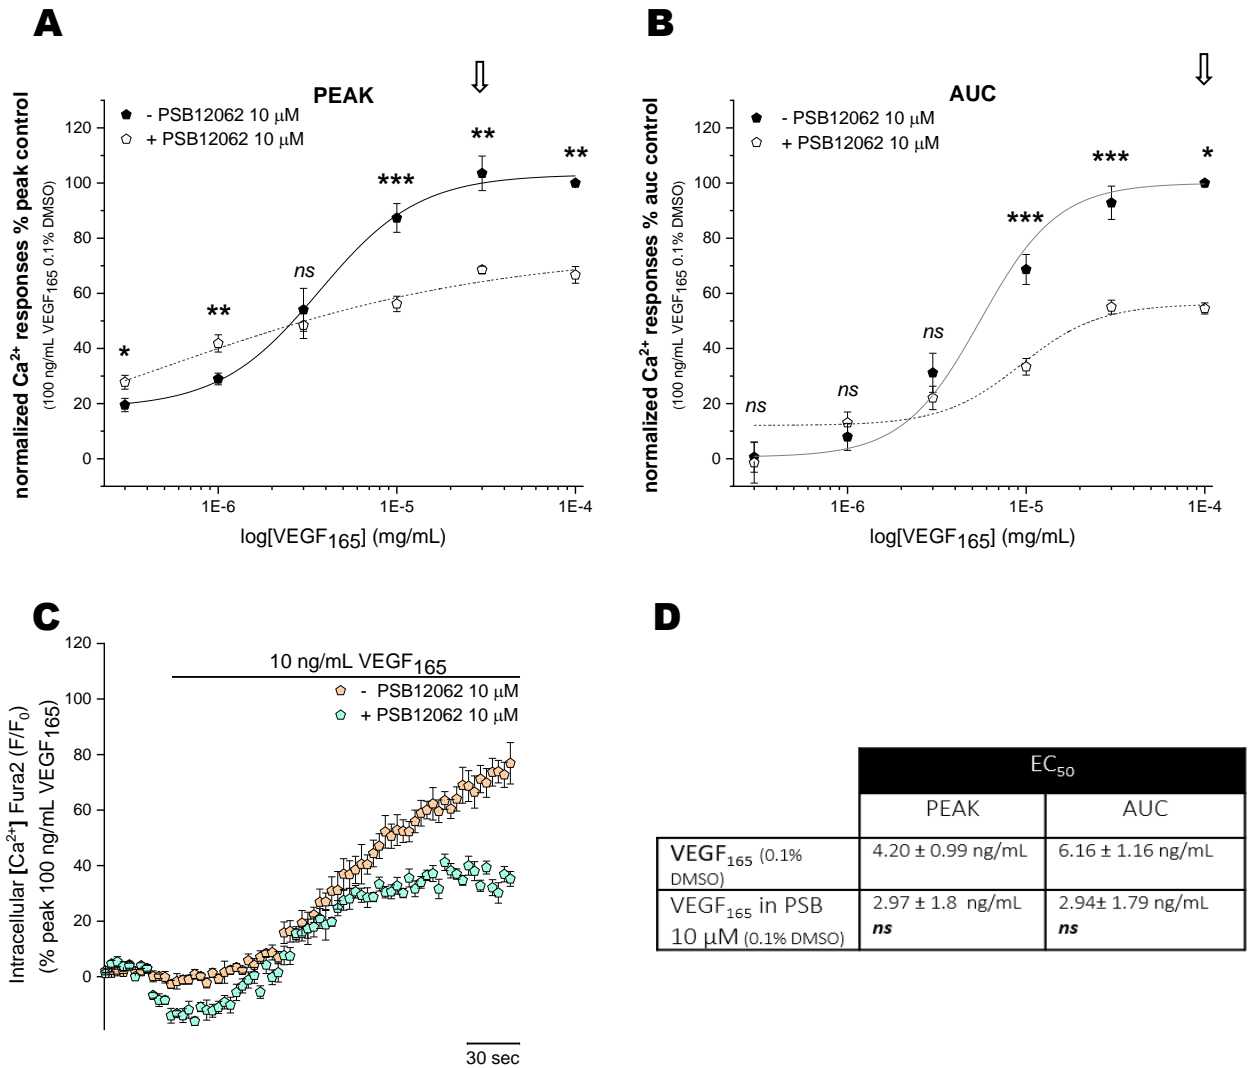 A
PEAK
- PSB12062 10 μM
+ PSB12062 10 μM
normalized Ca²⁺ responses % peak control
(100 ng/mL VEGF₁₆₅ 0.1% DMSO)
120
100
80
60
40
20
0
*
**
ns
***
**
**
1E-6
1E-5
1E-4
log[VEGF₁₆₅] (mg/mL)
B
AUC
- PSB12062 10 μM
+ PSB12062 10 μM
normalized Ca²⁺ responses % auc control
(100 ng/mL VEGF₁₆₅ 0.1% DMSO)
120
100
80
60
40
20
0
ns
ns
ns
***
***
*
1E-6
1E-5
1E-4
log[VEGF₁₆₅] (mg/mL)
C
10 ng/mL VEGF₁₆₅
- PSB12062 10 μM
+ PSB12062 10 μM
Intracellular [Ca²⁺] Fura2 (F/F₀)
(% peak 100 ng/mL VEGF₁₆₅)
120
100
80
60
40
20
0
30 sec
D
EC₅₀
PEAK
AUC
VEGF₁₆₅ (0.1%
DMSO)
4.20 ± 0.99 ng/mL
6.16 ± 1.16 ng/mL
VEGF₁₆₅ in PSB
10 μM (0.1% DMSO)
2.97 ± 1.8 ng/mL
ns
2.94± 1.79 ng/mL
ns